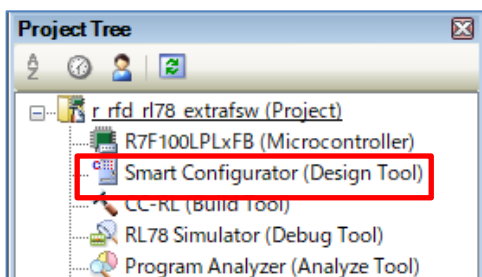 Project Tree
r_rfd_rl78_extrafsw (Project)
R7F100LPLxFB (Microcontroller)
Smart Configurator (Design Tool)
CC-RL (Build Tool)
RL78 Simulator (Debug Tool)
Program Analyzer (Analyze Tool)